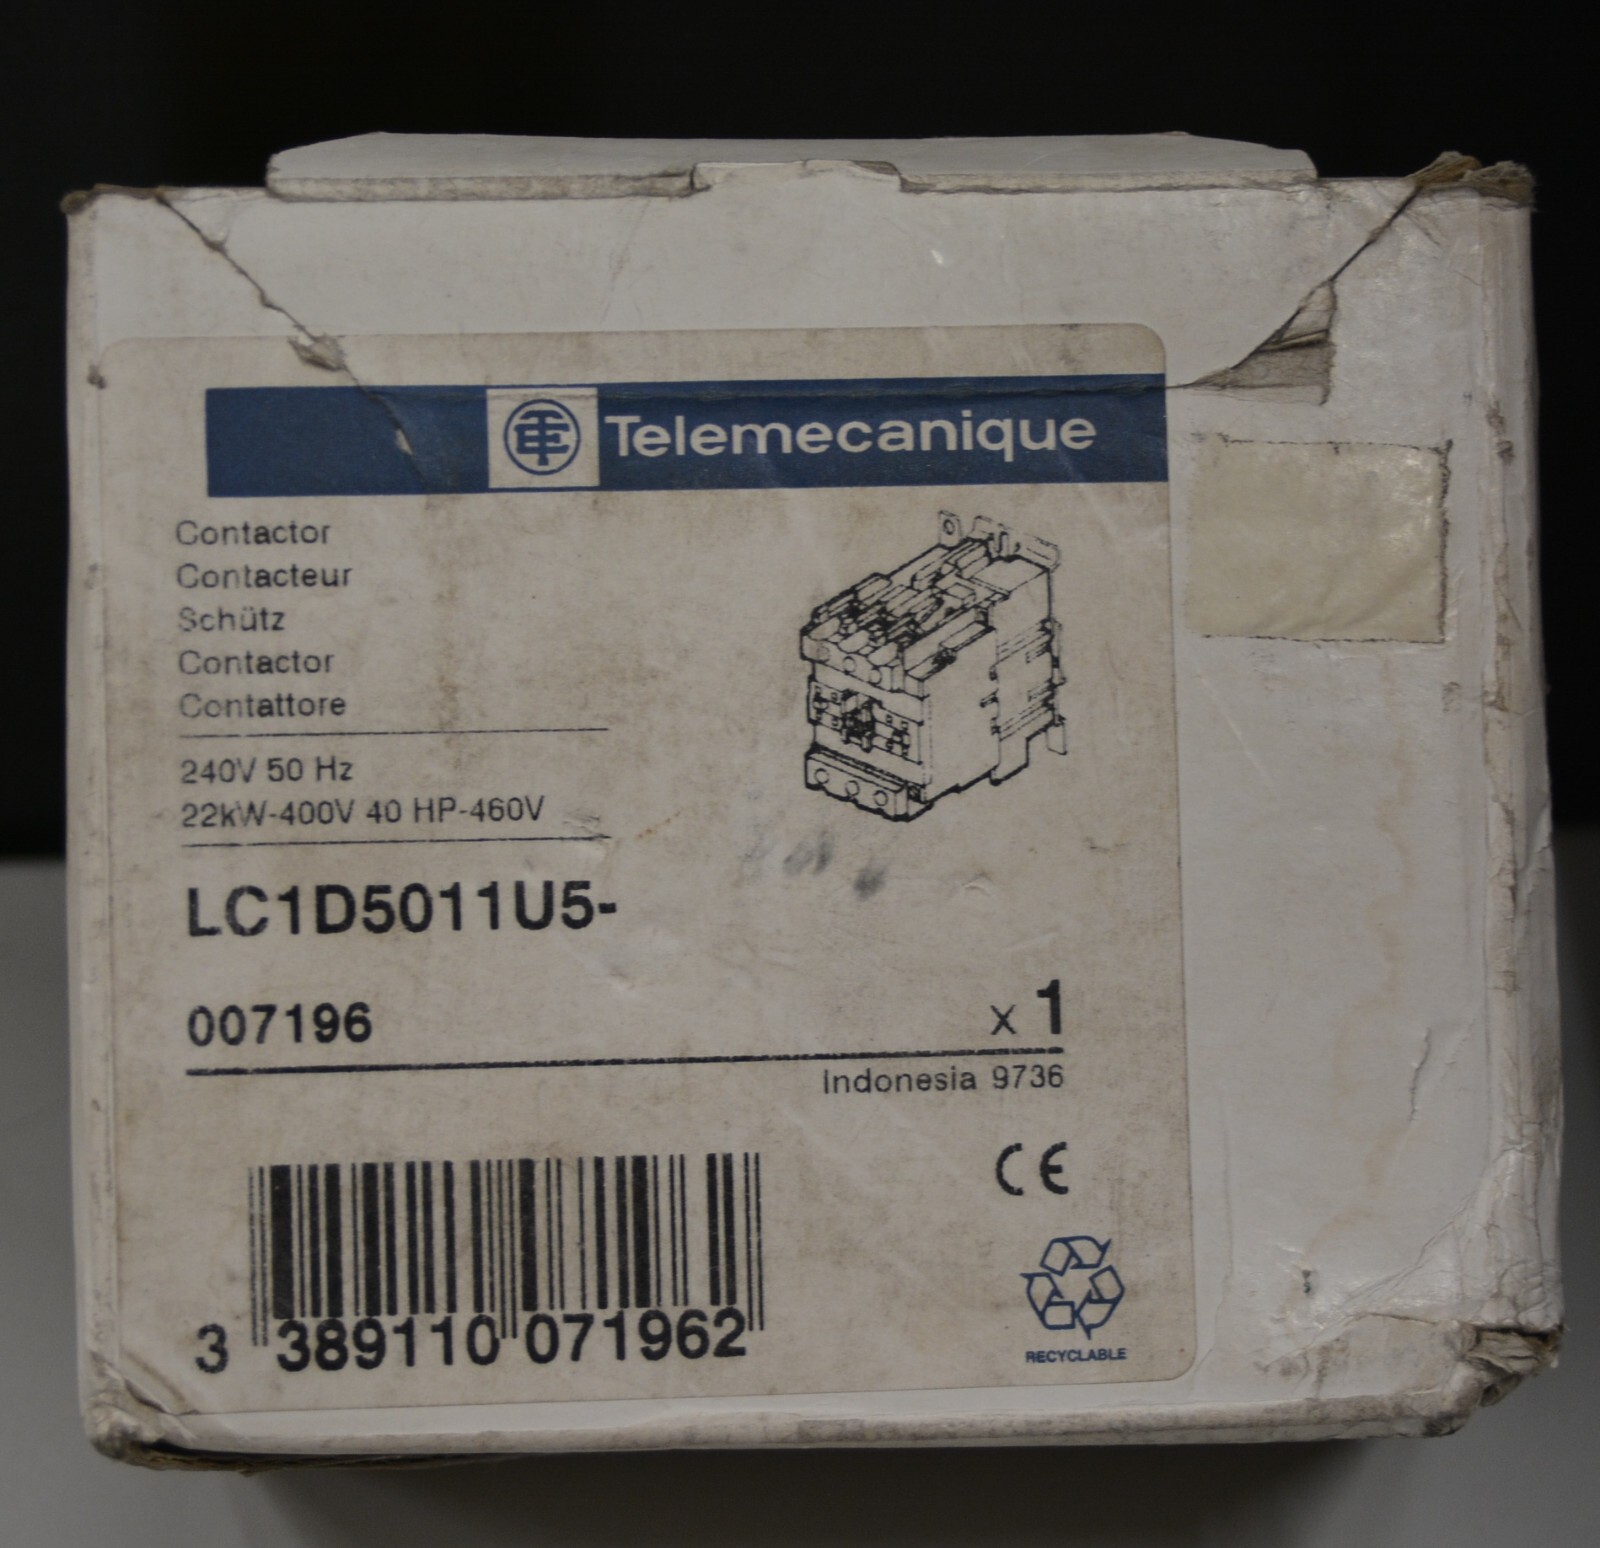 Telemecanique
Contactor
Contacteur
Schütz
Contactor
Contattore
240V 50 Hz
22kW-400V 40 HP-460V
LC1D5011U5-
007196
x 1
Indonesia 9736
CE
RECYCLABLE
3 389110 071962